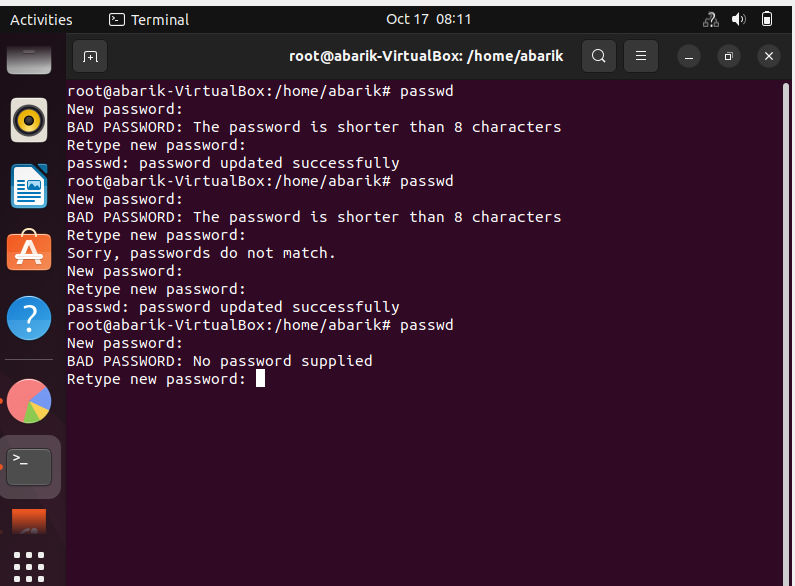 Activities
Terminal
Oct 17 08:11
root@abarik-VirtualBox: /home/abarik
root@abarik-VirtualBox:/home/abarik# passwd
New password:
BAD PASSWORD: The password is shorter than 8 characters
Retype new password:
passwd: password updated successfully
root@abarik-VirtualBox:/home/abarik# passwd
New password:
BAD PASSWORD: The password is shorter than 8 characters
Retype new password:
Sorry, passwords do not match.
New password:
Retype new password:
passwd: password updated successfully
root@abarik-VirtualBox:/home/abarik# passwd
New password:
BAD PASSWORD: No password supplied
Retype new password: